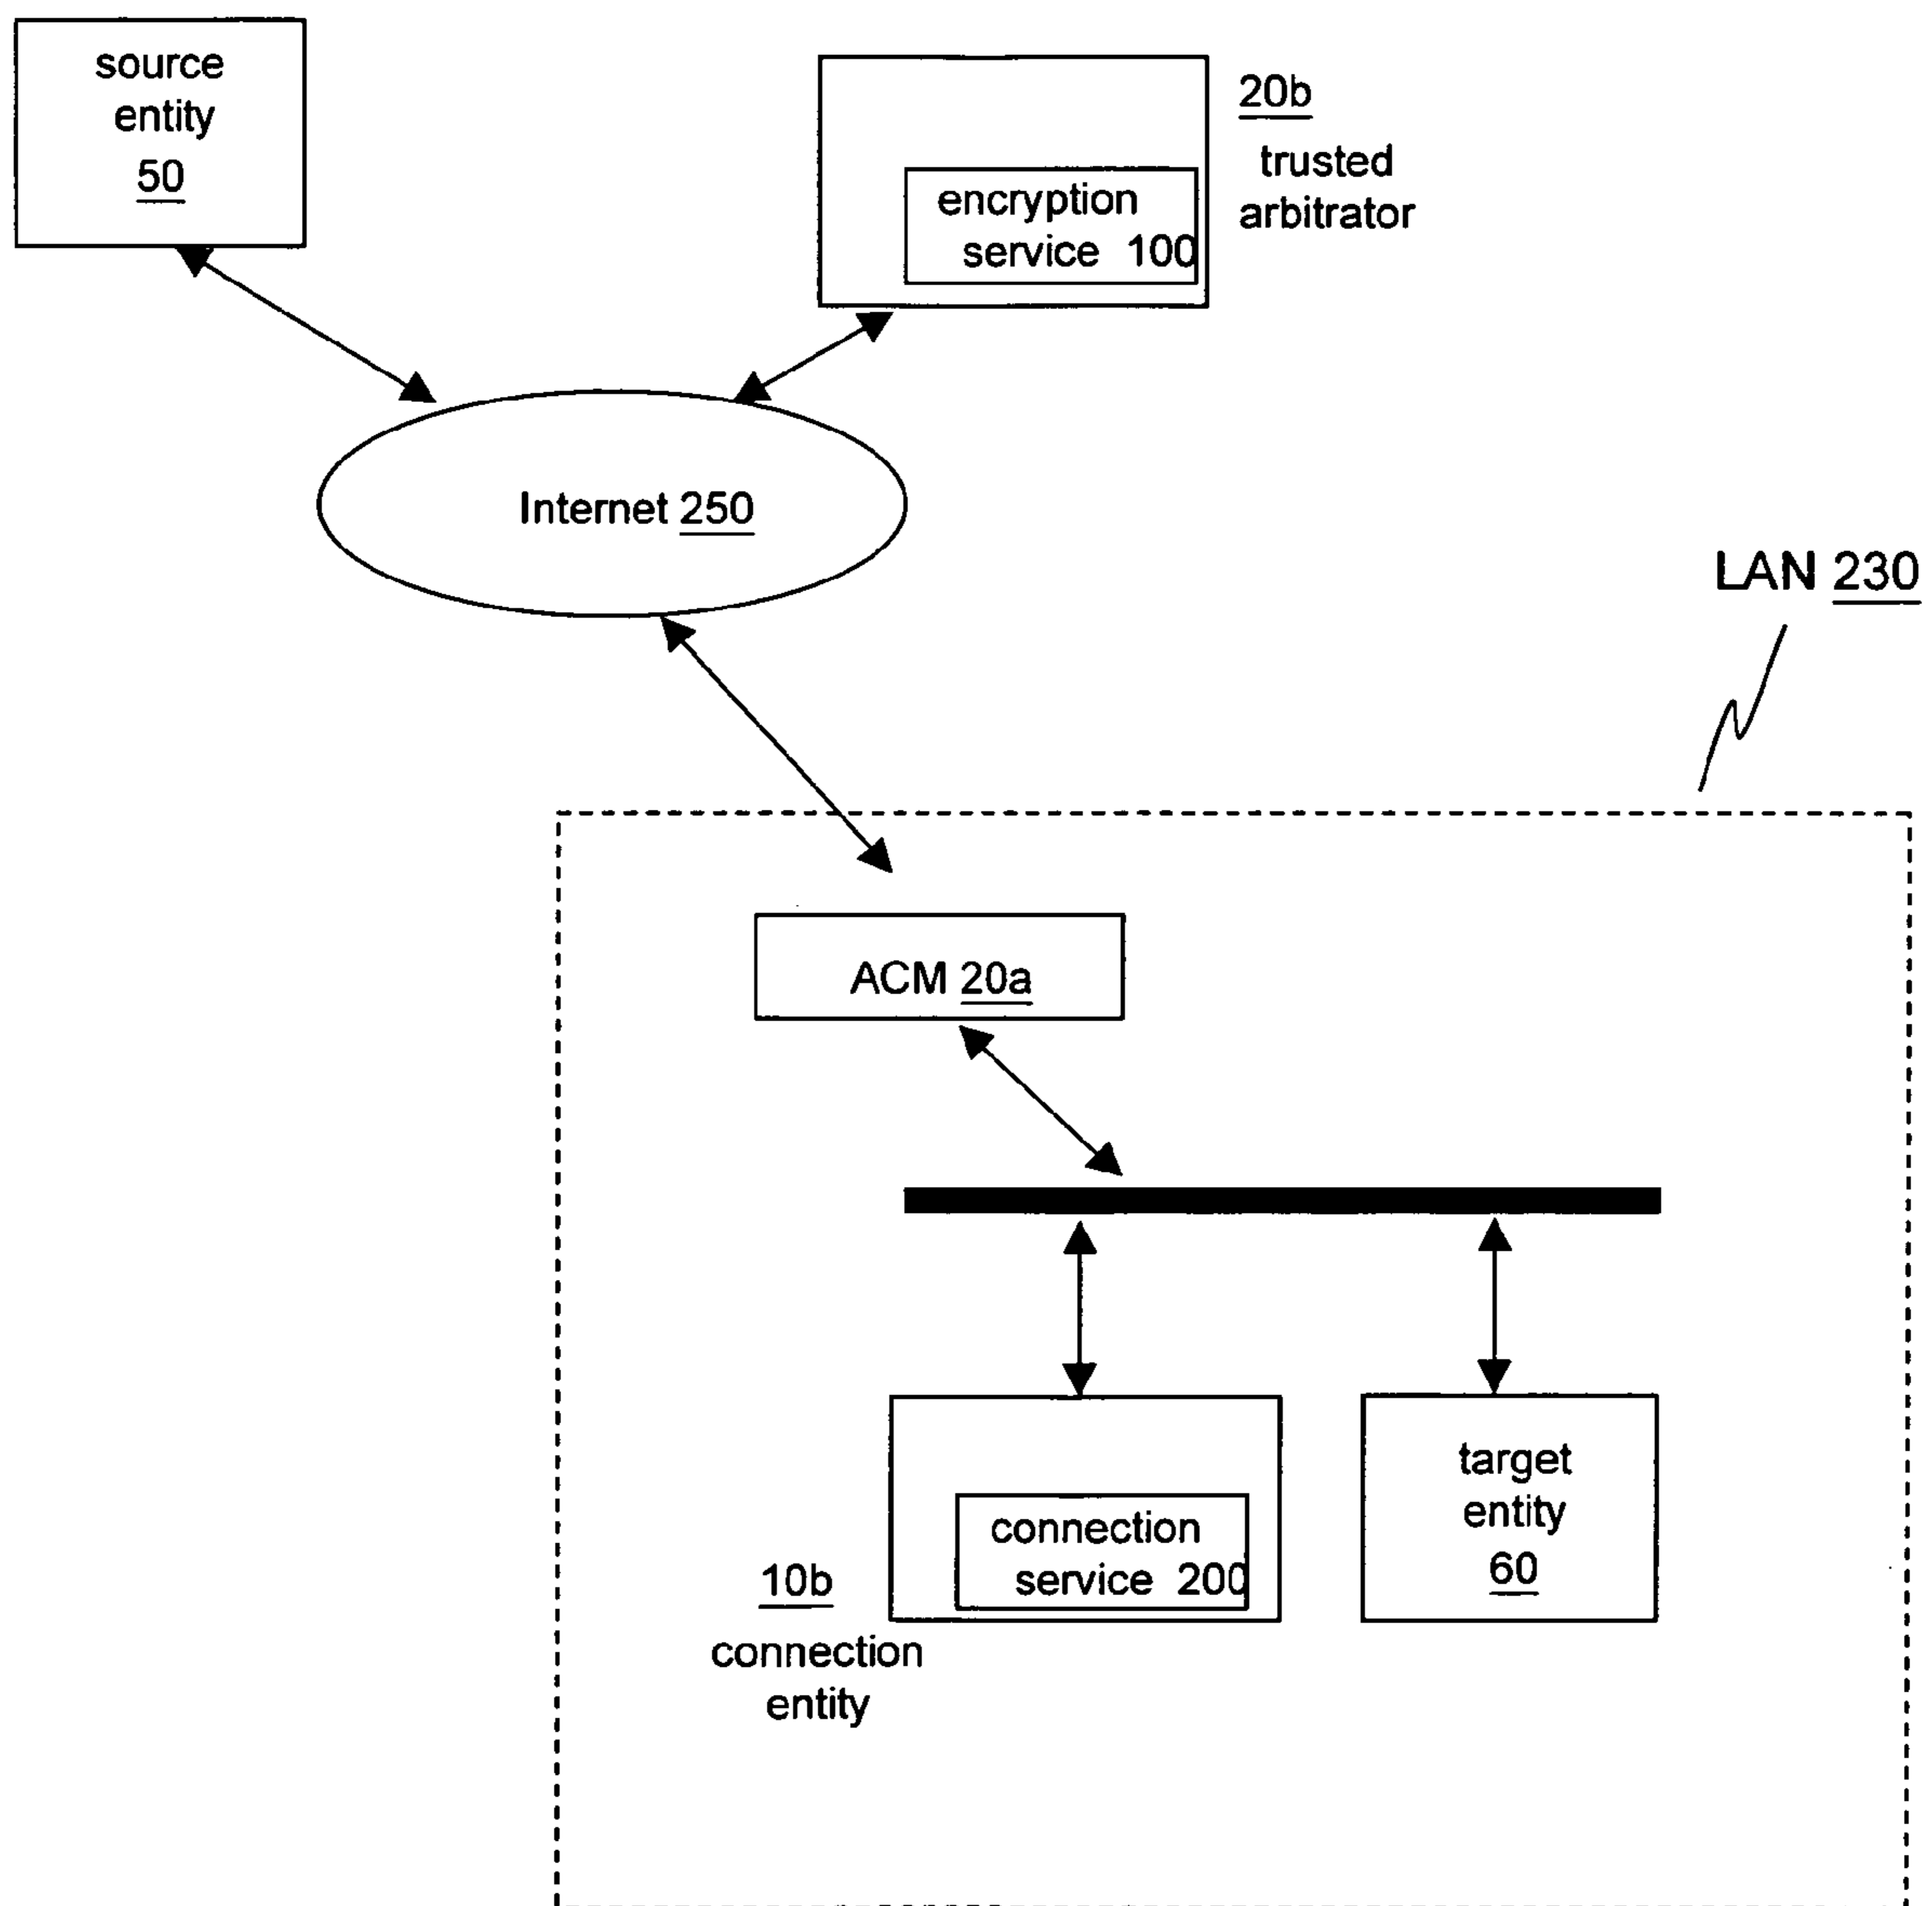 source
entity
50
20b
trusted
arbitrator
encryption
service 100
Internet 250
LAN 230
ACM 20a
connection
service 200
10b
connection
entity
target
entity
60